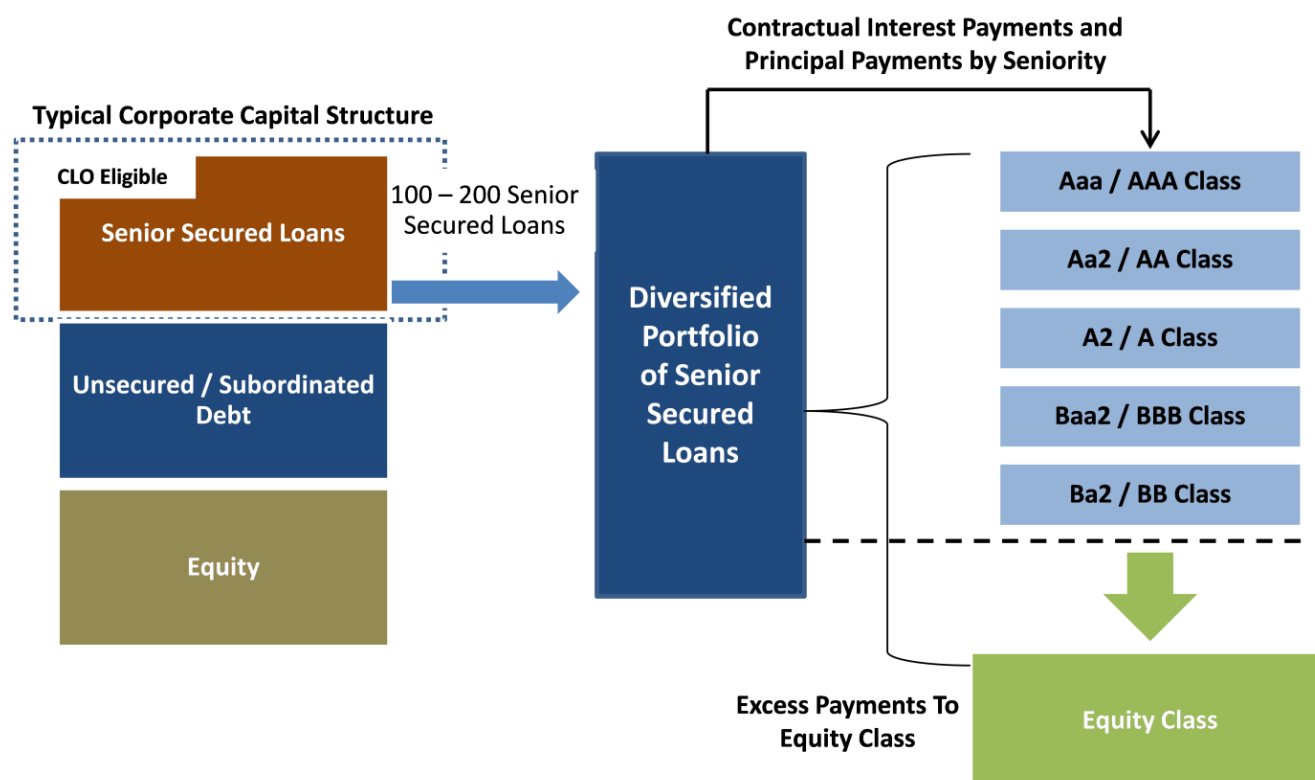 Contractual Interest Payments and
Principal Payments by Seniority
Typical Corporate Capital Structure
CLO Eligible
Senior Secured Loans
100 – 200 Senior
Secured Loans
Unsecured / Subordinated
Debt
Equity
Diversified
Portfolio
of Senior
Secured
Loans
Aaa / AAA Class
Aa2 / AA Class
A2 / A Class
Baa2 / BBB Class
Ba2 / BB Class
Excess Payments To
Equity Class
Equity Class